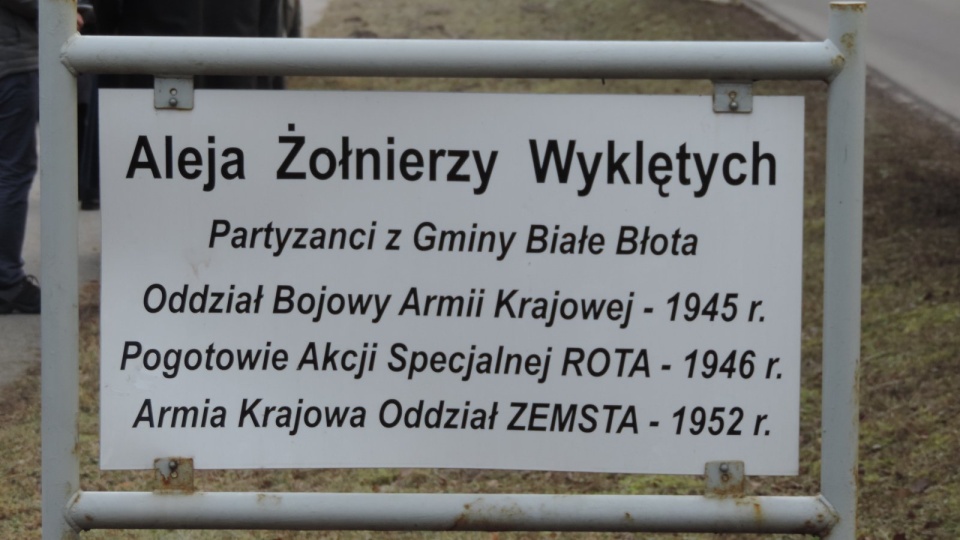 Aleja Żołnierzy Wyklętych
Partyzanci z Gminy Białe Błota
Oddział Bojowy Armii Krajowej - 1945 r.
Pogotowie Akcji Specjalnej ROTA - 1946 r.
Armia Krajowa Oddział ZEMSTA - 1952 r.